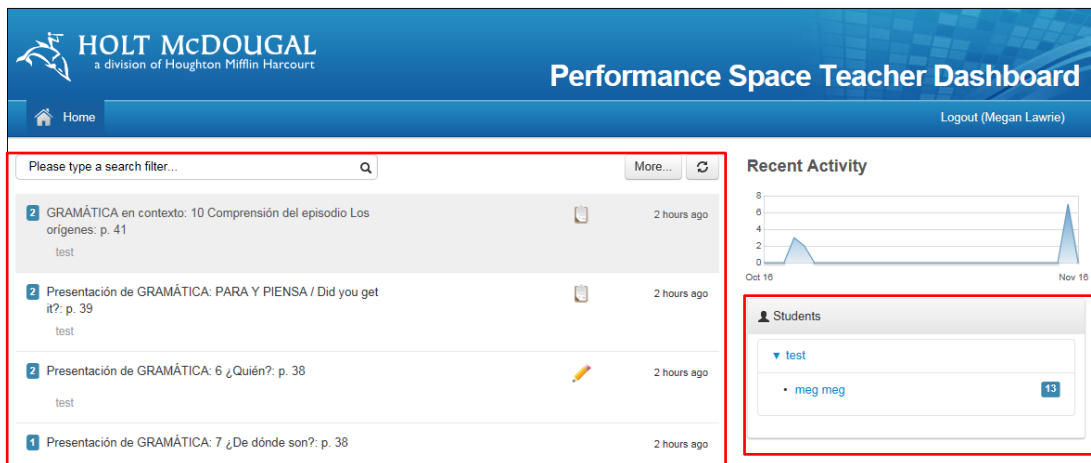 HOLT McDOUGAL
a division of Houghton Mifflin Harcourt
Performance Space Teacher Dashboard
Home
Logout (Megan Lawrie)
Please type a search filter...
More...
2 GRAMÁTICA en contexto: 10 Comprensión del episodio Los
orígenes: p. 41
2 hours ago
test
2 Presentación de GRAMÁTICA: PARA Y PIENSA / Did you get
it?: p. 39
2 hours ago
test
2 Presentación de GRAMÁTICA: 6 ¿Quién?: p. 38
2 hours ago
test
1 Presentación de GRAMÁTICA: 7 ¿De dónde son?: p. 38
2 hours ago
Recent Activity
8
6
4
2
0
Oct 16
Nov 16
Students
test
meg meg
13